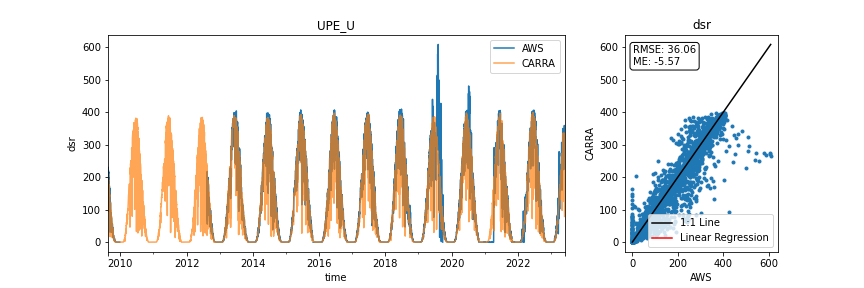 UPE_U
dsr
600
500
400
300
200
100
0
dsr
2010
2012
2014
2016
2018
2020
2022
time
AWS
CARRA
dsr
RMSE: 36.06
ME: -5.57
600
500
400
300
200
100
0
CARRA
1:1 Line
Linear Regression
0
200
400
600
AWS